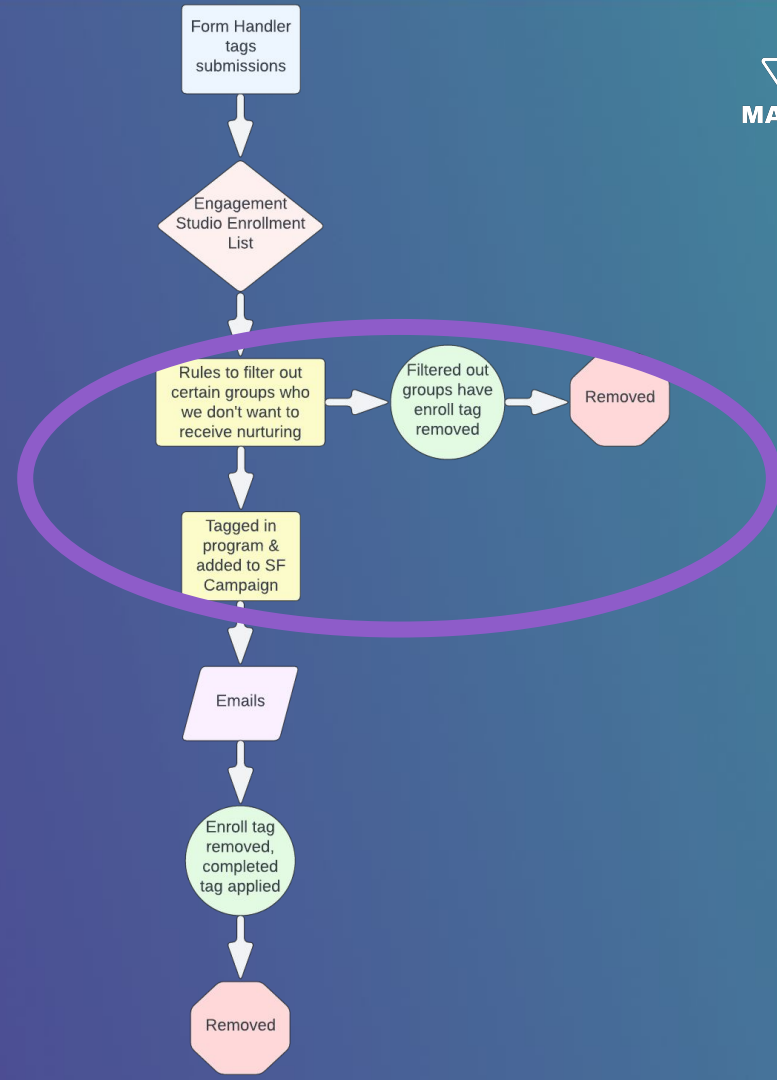 Form Handler
tags
submissions
MA
Engagement
Studio Enrollment
List
Rules to filter out
certain groups who
we don't want to
receive nurturing
Filtered out
groups have
enroll tag
removed
Removed
Tagged in
program &
added to SF
Campaign
Emails
Enroll tag
removed,
completed
tag applied
Removed